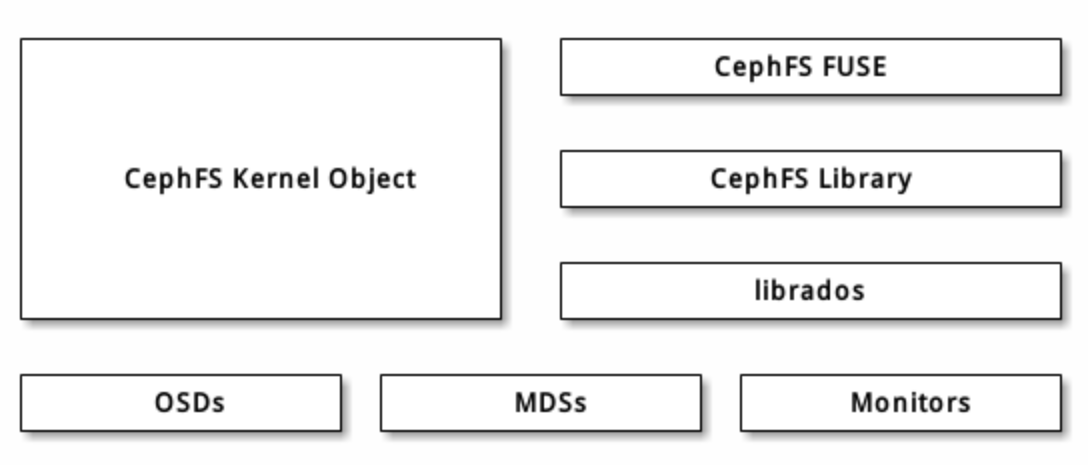 CephFS FUSE
CephFS Kernel Object
CephFS Library
librados
OSDs
MDSs
Monitors